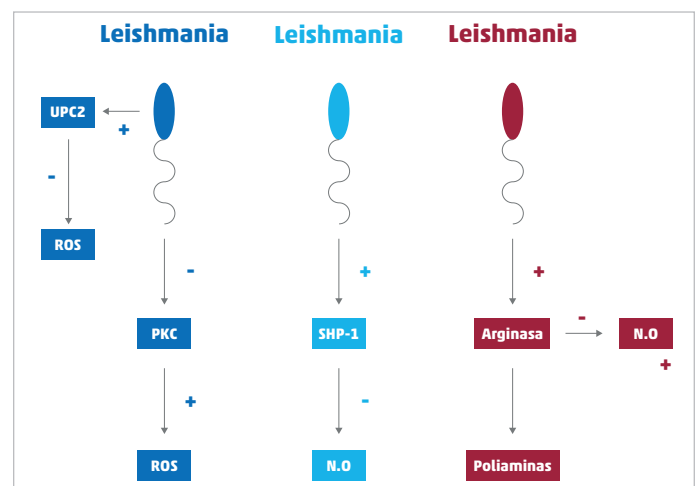 Leishmania Leishmania Leishmania
UPC2
+
-
ROS
- + +
PKC SHP-1 Arginasa - N.O
+
+ -
ROS N.O Poliaminas